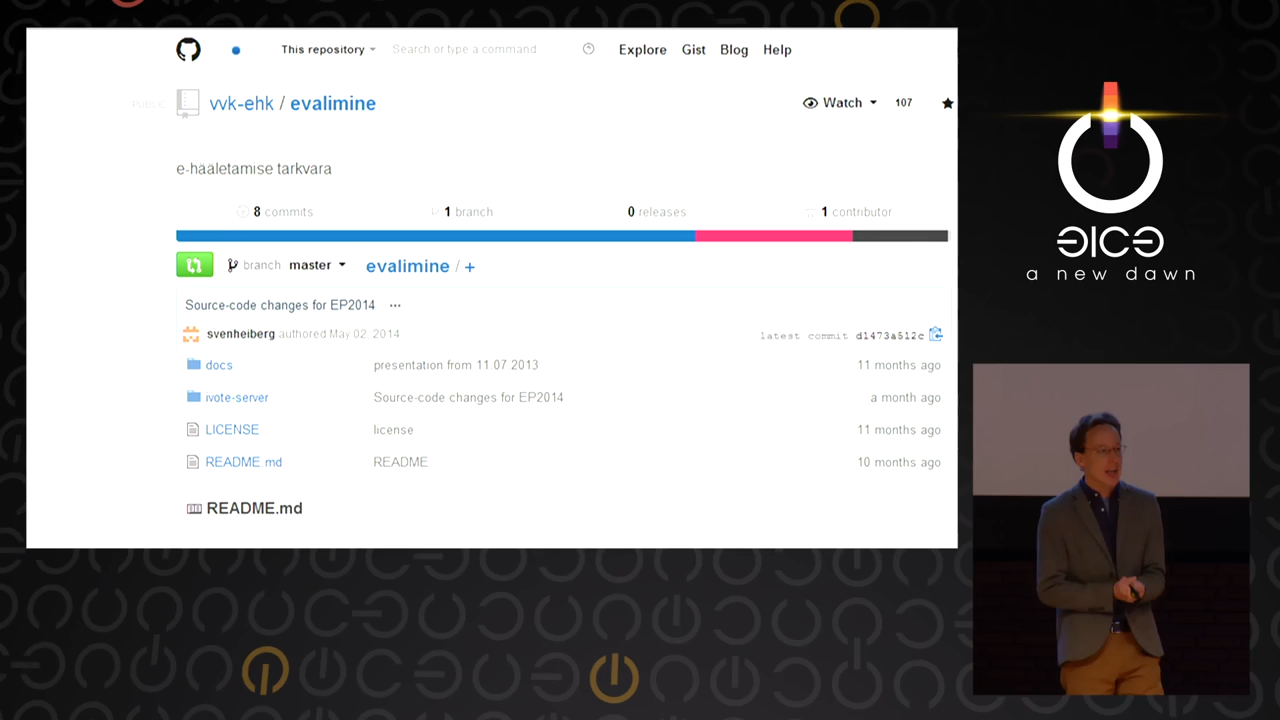 This repository
Search or type a command
Explore Gist Blog Help
PUBLIC
vvk-ehk / evalimine
Watch 107
e-hääletamise tarkvara
8 commits 1 branch 0 releases 1 contributor
branch master evalimine / +
Source-code changes for EP2014 ...
svenheiberg authored May 02, 2014
latest commit d1473a512c
docs presentation from 11 07 2013 11 months ago
ivote-server Source-code changes for EP2014 a month ago
LICENSE license 11 months ago
README.md README 10 months ago
README.md
a new dawn